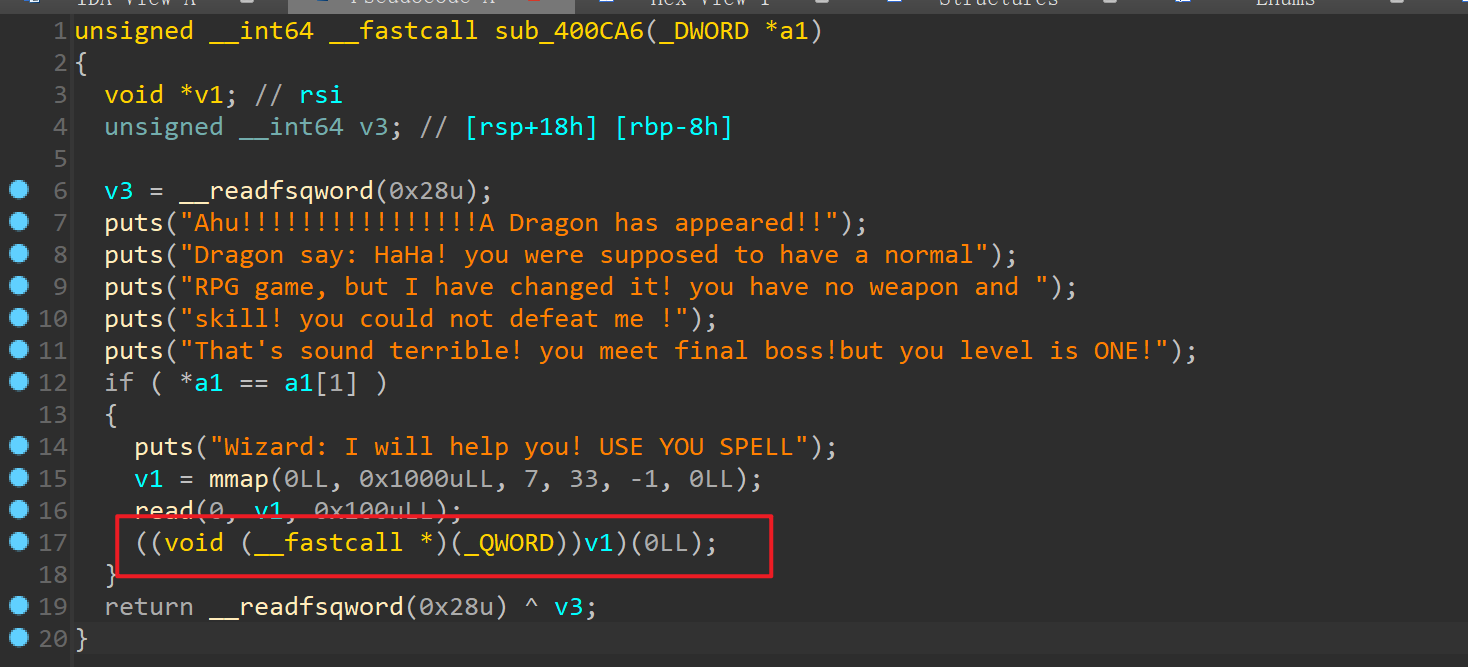 IDA View-A Pseudocode-A Hex View-1 Structures Enums
1 unsigned __int64 __fastcall sub_400CA6(_DWORD *a1)
2 {
3 void *v1; // rsi
4 unsigned __int64 v3; // [rsp+18h] [rbp-8h]
5
6 v3 = __readfsqword(0x28u);
7 puts("Ahu!!!!!!!!!!!!!!!!A Dragon has appeared!!");
8 puts("Dragon say: HaHa! you were supposed to have a normal");
9 puts("RPG game, but I have changed it! you have no weapon and ");
10 puts("skill! you could not defeat me !");
11 puts("That's sound terrible! you meet final boss!but you level is ONE!");
12 if ( *a1 == a1[1] )
13 {
14 puts("Wizard: I will help you! USE YOU SPELL");
15 v1 = mmap(0LL, 0x1000uLL, 7, 33, -1, 0LL);
16 read(0, v1, 0x100uLL);
17 ((void (__fastcall *)(_QWORD))v1)(0LL);
18 }
19 return __readfsqword(0x28u) ^ v3;
20 }